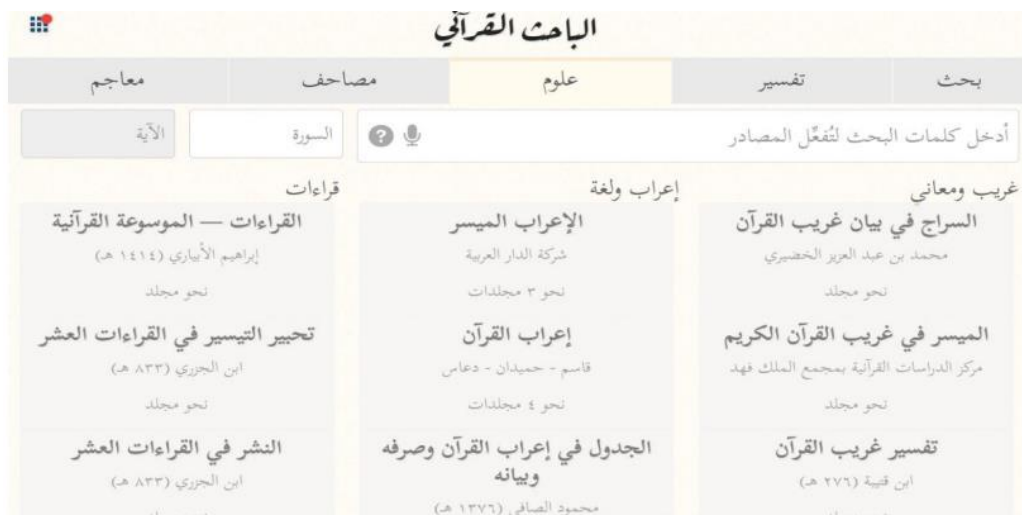 الباحث القرآني
بحث تفسير علوم مصاحف معاجم
أدخل كلمات البحث لتُفعِّل المصادر السورة الآية
غريب ومعاني إعراب ولغة قراءات
السراج في بيان غريب القرآن الإعراب الميسر القراءات — الموسوعة القرآنية
محمد بن عبد العزيز الخضيري شركة الدار العربية إبراهيم الأبياري (١٤١٤ هـ)
نحو مجلد نحو ٣ مجلدات نحو مجلد
الميسر في غريب القرآن الكريم إعراب القرآن تحبير التيسير في القراءات العشر
مركز الدراسات القرآنية بمجمع الملك فهد قاسم - حميدان - دعاس ابن الجزري (٨٣٣ هـ)
نحو مجلد نحو ٤ مجلدات نحو مجلد
تفسير غريب القرآن الجدول في إعراب القرآن وصرفه النشر في القراءات العشر
وبيانه
ابن قتيبة (٢٧٦ هـ) ابن الجزري (٨٣٣ هـ)
محمود الصافي (١٣٧٦ هـ)